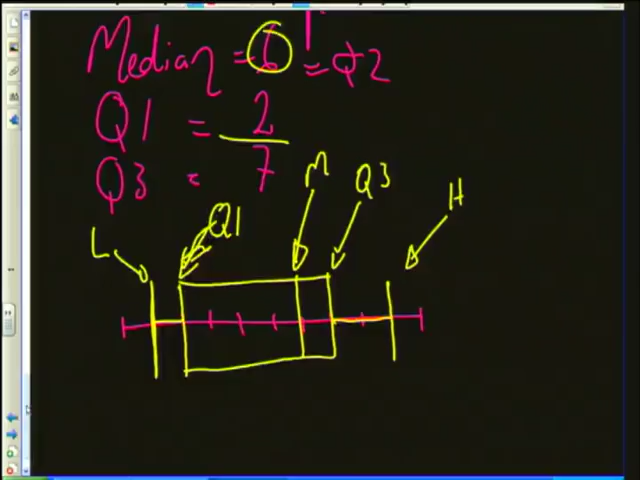 Median = 6 = Q2
Q1 = 2
Q3 = 7
M
Q3
H
Q1
L